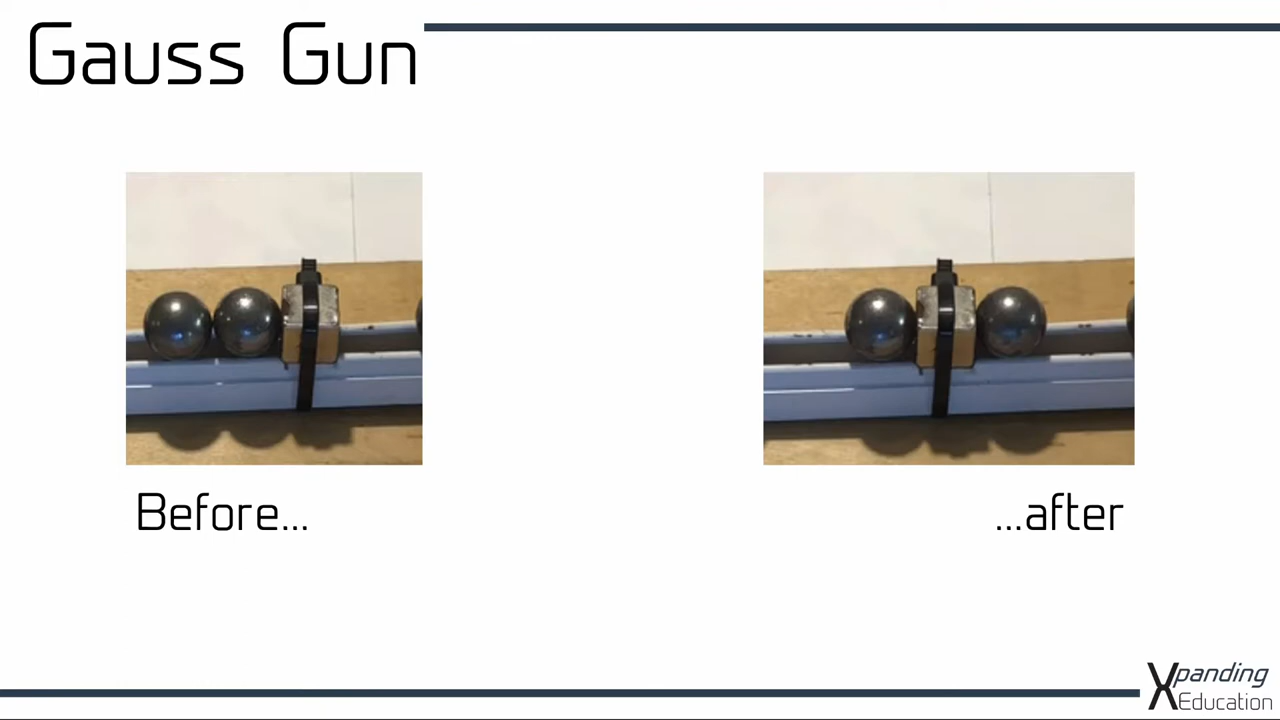 Gauss Gun
Before...
...after
Xpanding
Education